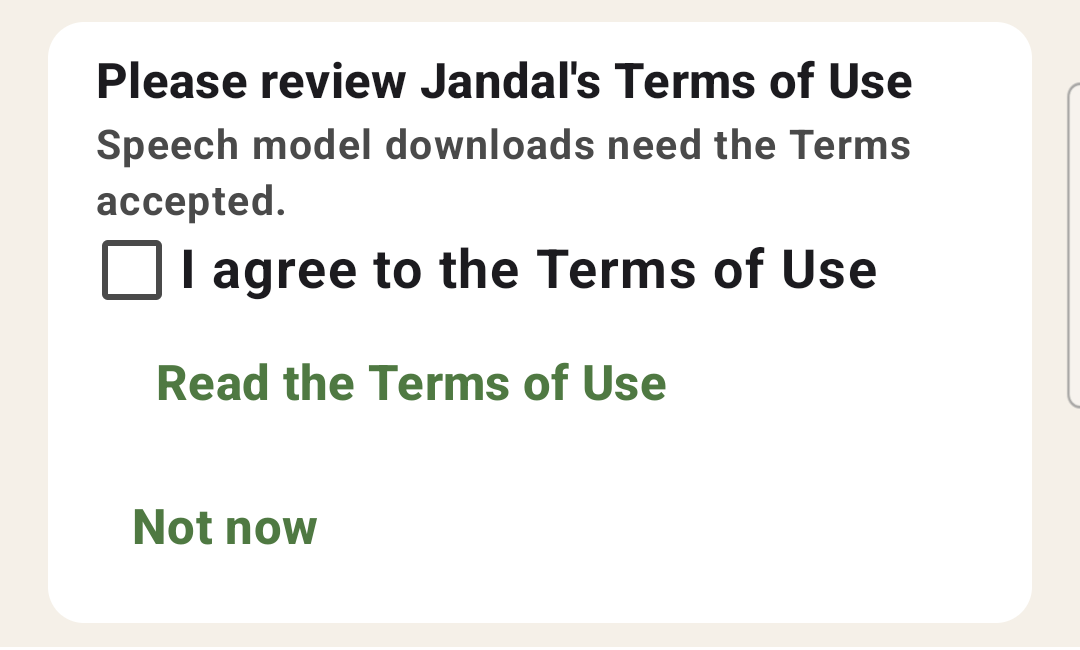 Please review Jandal's Terms of Use
Speech model downloads need the Terms
accepted.
I agree to the Terms of Use
Read the Terms of Use
Not now